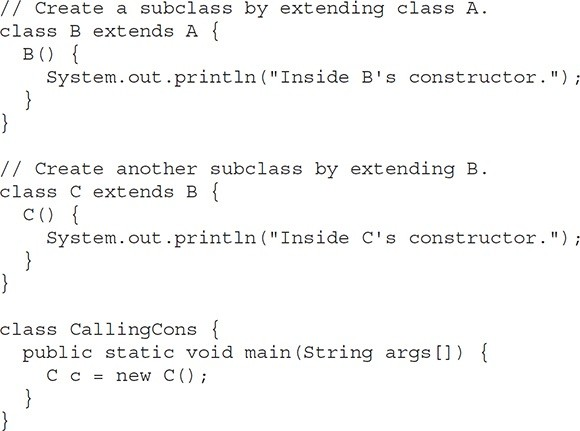 // Create a subclass by extending class A.
class B extends A {
  B() {
    System.out.println("Inside B's constructor.");
  }
}

// Create another subclass by extending B.
class C extends B {
  C() {
    System.out.println("Inside C's constructor.");
  }
}

class CallingCons {
  public static void main(String args[]) {
    C c = new C();
  }
}